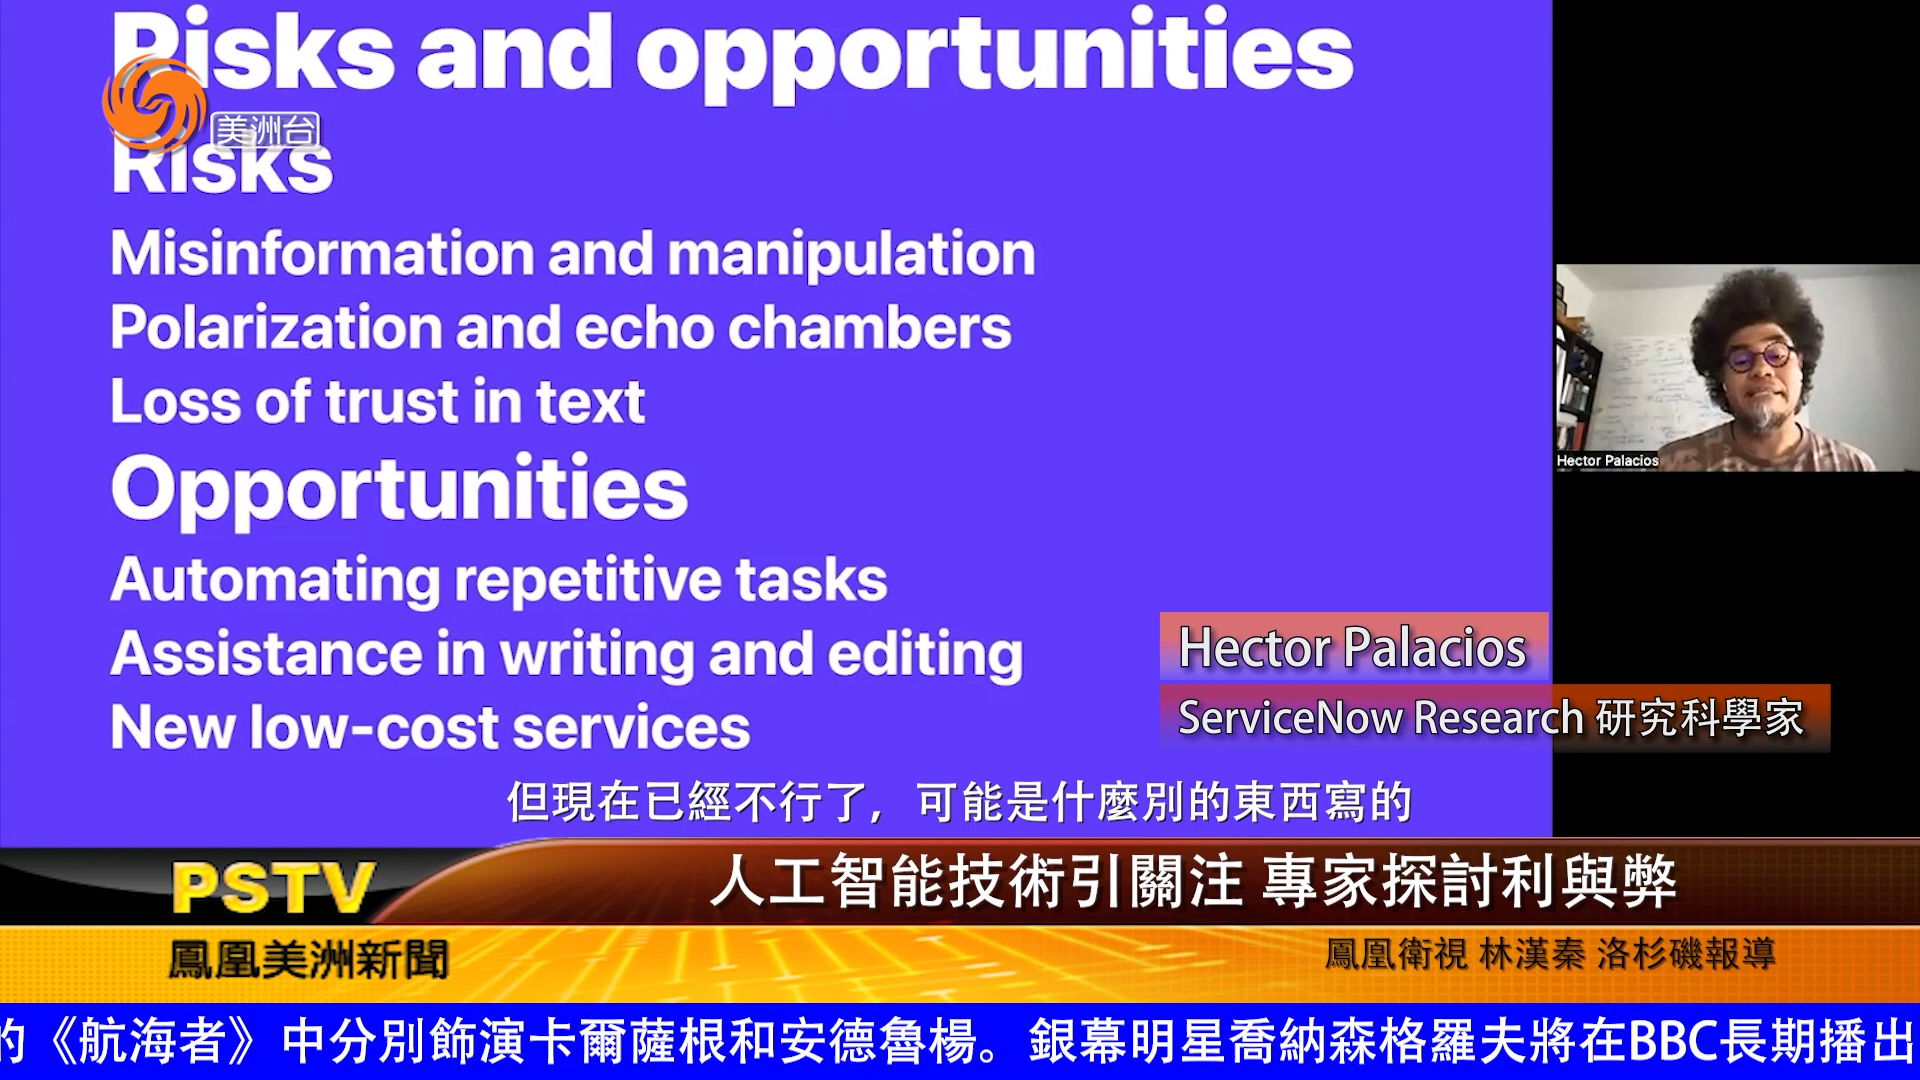 Risks and opportunities
美洲台
Risks
Misinformation and manipulation
Polarization and echo chambers
Loss of trust in text
Opportunities
Automating repetitive tasks
Assistance in writing and editing
New low-cost services
Hector Palacios
Hector Palacios
ServiceNow Research 研究科學家
但現在已經不行了，可能是什麼別的東西寫的
PSTV
人工智能技術引關注 專家探討利與弊
鳳凰美洲新聞
鳳凰衛視 林漢秦 洛杉磯報導
的《航海者》中分別飾演卡爾薩根和安德魯楊。銀幕明星喬納森格羅夫將在BBC長期播出